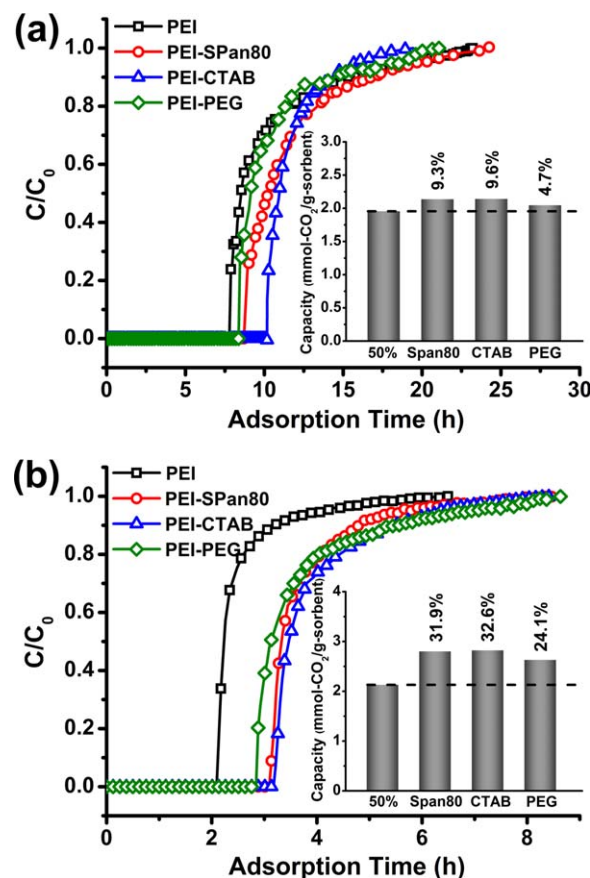 (a)
PEI
PEI-SPan80
PEI-CTAB
PEI-PEG
C/C0
1.0
0.8
0.6
0.4
0.2
0.0
0 5 10 15 20 25 30
Adsorption Time (h)
Capacity (mmol-CO2/g-sorbent)
3.0
2.5
2.0
1.5
1.0
0.5
0.0
9.3% 9.6% 4.7%
50% Span80 CTAB PEG
(b)
PEI
PEI-SPan80
PEI-CTAB
PEI-PEG
C/C0
1.0
0.8
0.6
0.4
0.2
0.0
0 2 4 6 8
Adsorption Time (h)
Capacity (mmol-CO2/g-sorbent)
4
3
2
1
0
31.9% 32.6% 24.1%
50% Span80 CTAB PEG